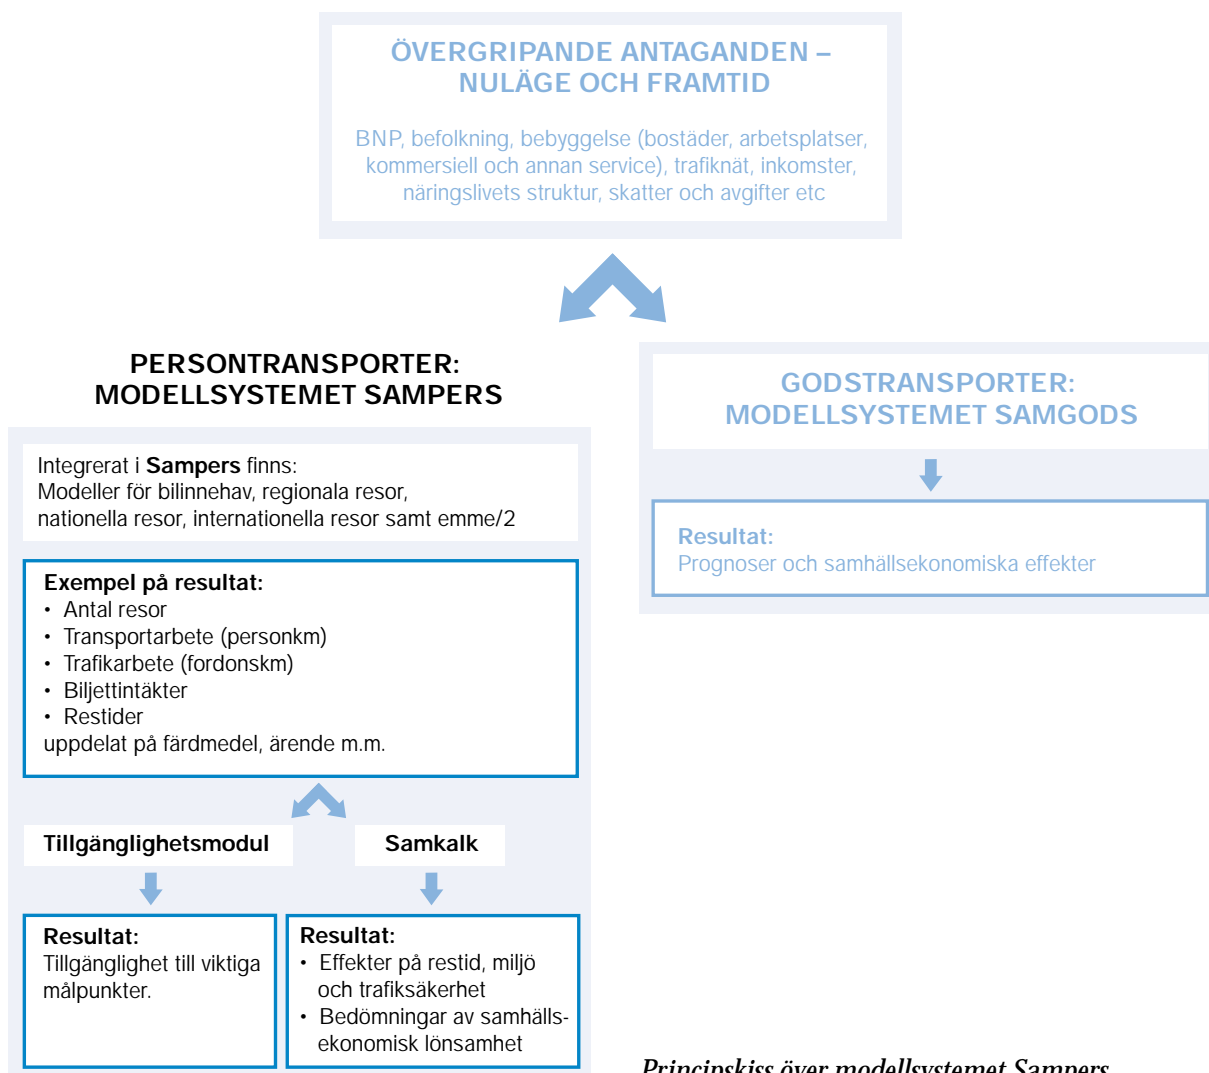 ÖVERGRIPANDE ANTAGANDEN –
NULÄGE OCH FRAMTID
BNP, befolkning, bebyggelse (bostäder, arbetsplatser,
kommersiell och annan service), trafiknät, inkomster,
näringslivets struktur, skatter och avgifter etc
PERSONTRANSPORTER:
MODELLSYSTEMET SAMPERS
Integrerat i Sampers finns:
Modeller för bilinnehav, regionala resor,
nationella resor, internationella resor samt emme/2
Exempel på resultat:
• Antal resor
• Transportarbete (personkm)
• Trafikarbete (fordonskm)
• Biljettintäkter
• Restider
uppdelat på färdmedel, ärende m.m.
Tillgänglighetsmodul
Resultat:
Tillgänglighet till viktiga
målpunkter.
Samkalk
Resultat:
• Effekter på restid, miljö
och trafiksäkerhet
• Bedömningar av samhälls-
ekonomisk lönsamhet
GODSTRANSPORTER:
MODELLSYSTEMET SAMGODS
Resultat:
Prognoser och samhällsekonomiska effekter
Principskiss över modellsystemet Sampers